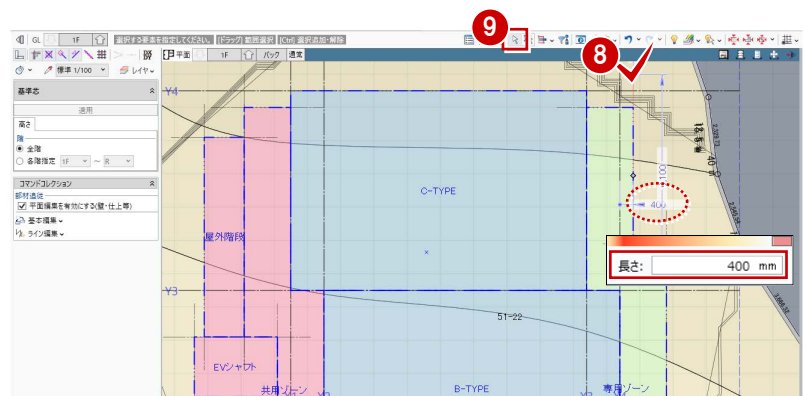 GL 1F 選択する要素を指定してください。 [ドラッグ] 範囲選択 [Ctrl] 選択追加・解除
9
8
標準 1/100 レイヤ
平面 1F バック 通常
基準芯
適用
高さ
階
全階
各階指定 1F ～ R
コマンドコレクション
部材追従
平面編集を有効にする(壁・仕上等)
基本編集
ライン編集
Y4
C-TYPE
屋外階段
400
長さ: 400 mm
Y3
51-22
EVシャフト
共用ゾーン
B-TYPE
専用ゾーン